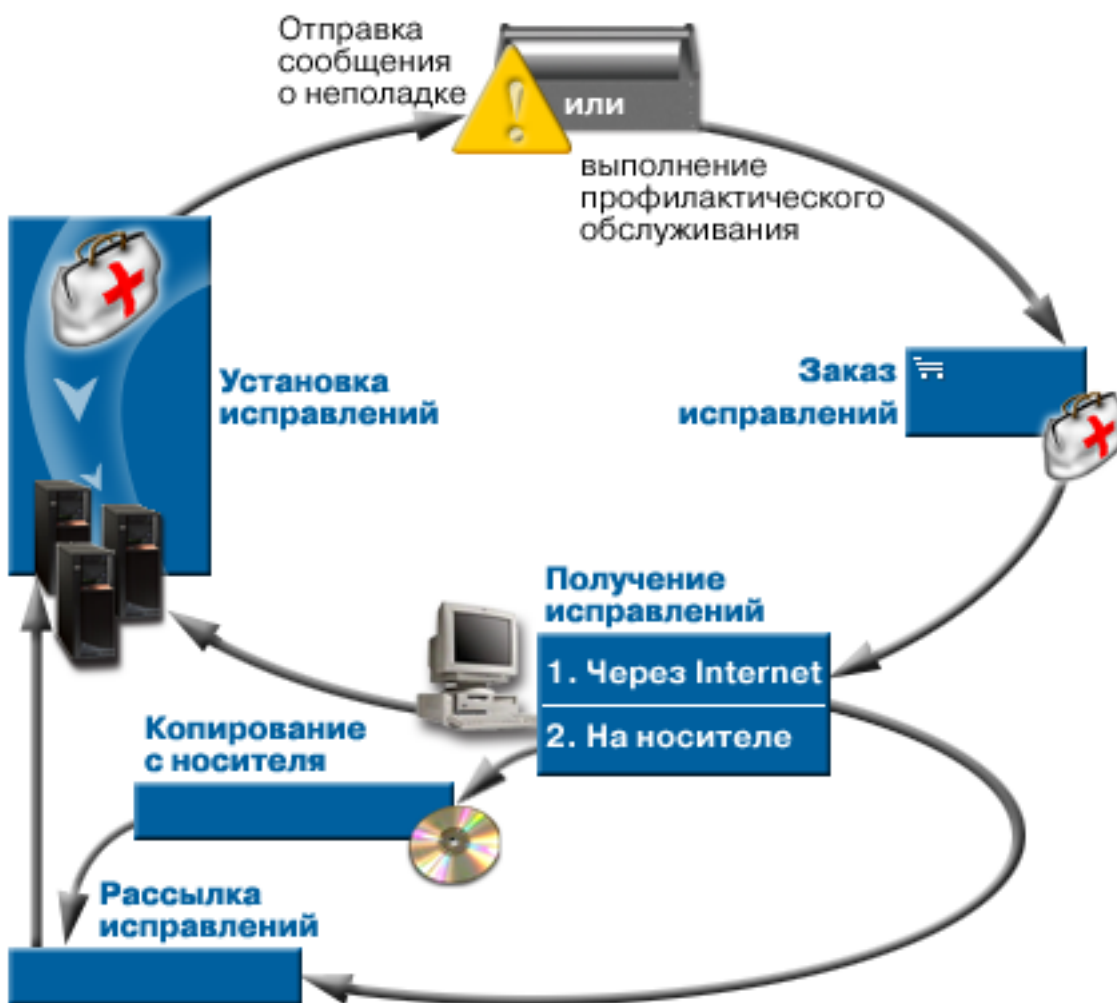 Отправка
сообщения
о неполадке
или
выполнение
профилактического
обслуживания
Установка
исправлений
Заказ
исправлений
Получение
исправлений
1. Через Internet
2. На носителе
Копирование
с носителя
Рассылка
исправлений